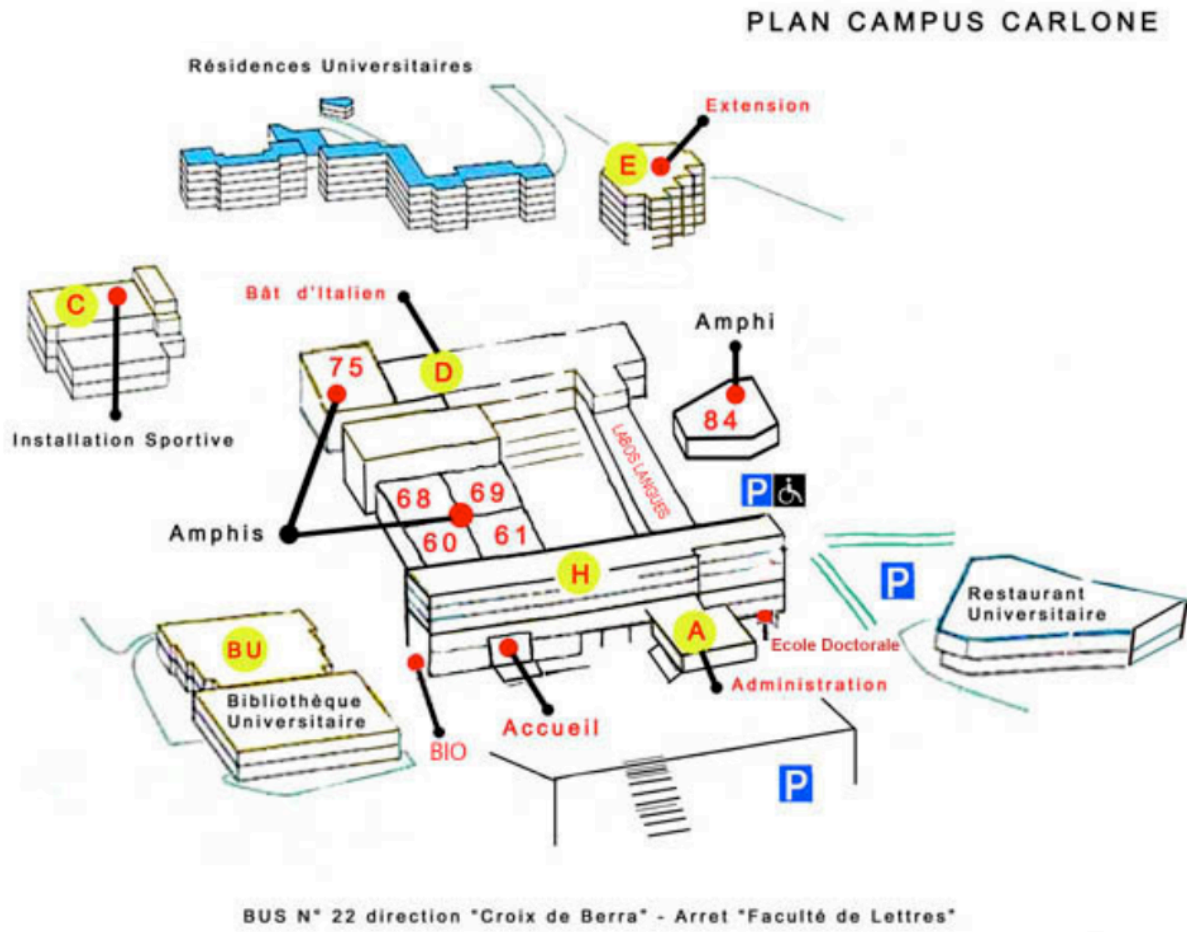 PLAN CAMPUS CARLONE
Résidences Universitaires
Extension
E
C
Bât d'Italien
Amphi
75
D
84
Installation Sportive
LABOS LANGUES
P
68
69
Amphis
60
61
H
P
Restaurant
Universitaire
A
BU
Ecole Doctorale
Administration
Bibliothèque
Universitaire
Accueil
BIO
P
BUS N° 22 direction "Croix de Berra" - Arret "Faculté de Lettres"